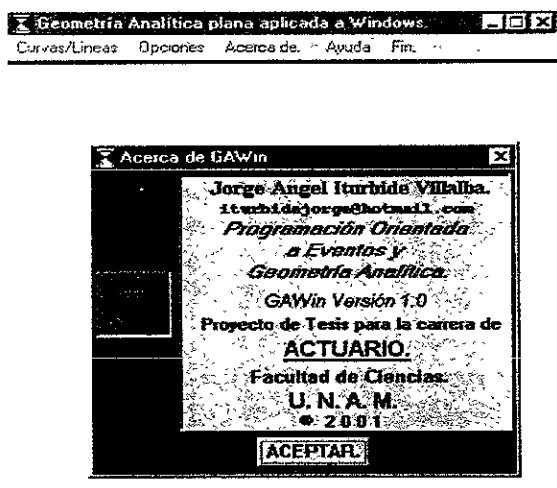 Geometría Analítica plana aplicada a Windows.
Curvas/Lineas Opciones Acerca de. Ayuda Fin.
Acerca de GAWin
Jorge Angel Iturbide Villalba.
iturbidejorge@hotmail.com
Programación Orientada
a Eventos y
Geometría Analítica.
GAWin Versión 1.0
Proyecto de Tesis para la carrera de
ACTUARIO.
Facultad de Ciencias.
U. N. A. M.
© 2001
ACEPTAR.